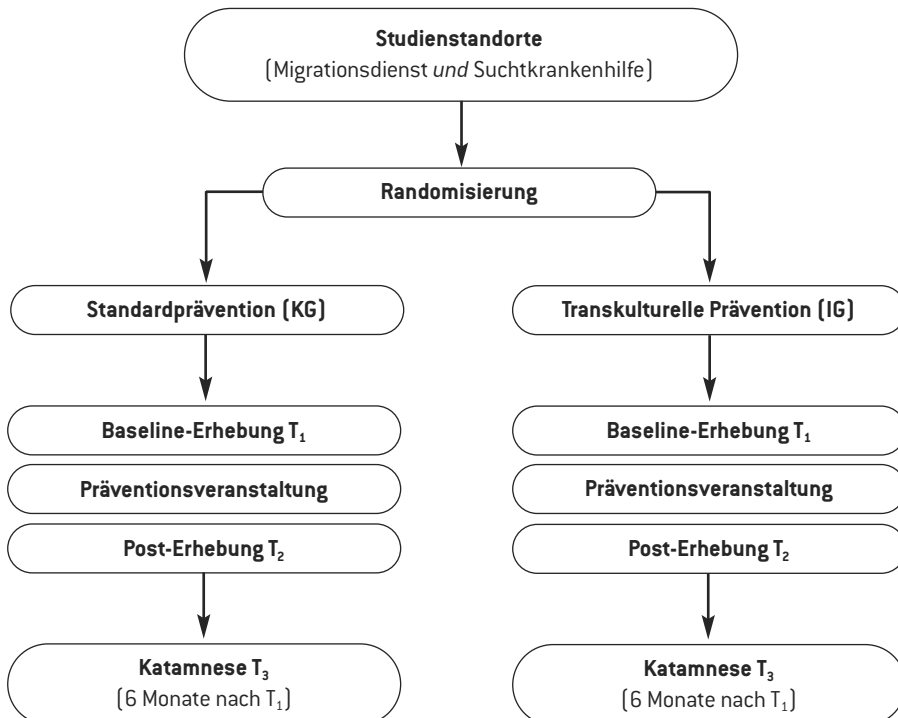 Studienstandorte
(Migrationsdienst und Suchtkrankenhilfe)
Randomisierung
Standardprävention (KG)
Transkulturelle Prävention (IG)
Baseline-Erhebung T₁
Baseline-Erhebung T₁
Präventionsveranstaltung
Präventionsveranstaltung
Post-Erhebung T₂
Post-Erhebung T₂
Katamnese T₃
(6 Monate nach T₁)
Katamnese T₃
(6 Monate nach T₁)